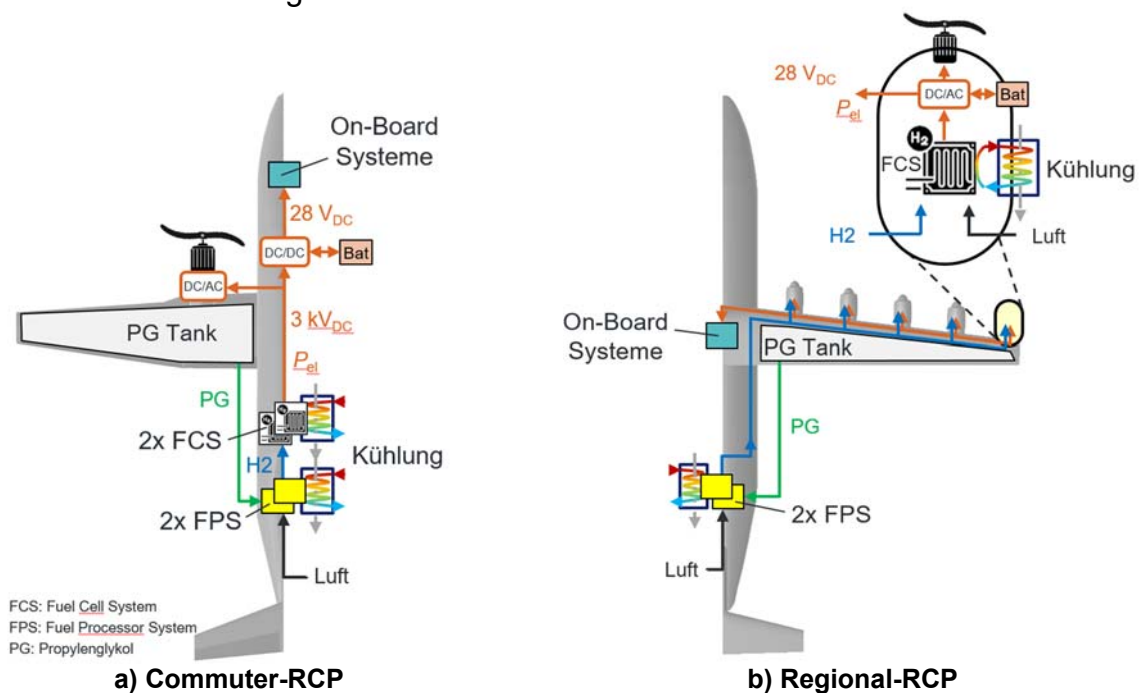 On-Board
Systeme
28 V_DC
DC/DC
Bat
DC/AC
3 kV_DC
P_el
PG Tank
PG
2x FCS
H2
Kühlung
2x FPS
Luft
FCS: Fuel Cell System
FPS: Fuel Processor System
PG: Propylenglykol
a) Commuter-RCP
28 V_DC
DC/AC
Bat
P_el
H2
FCS
Kühlung
H2
Luft
On-Board
Systeme
PG Tank
PG
2x FPS
Luft
b) Regional-RCP